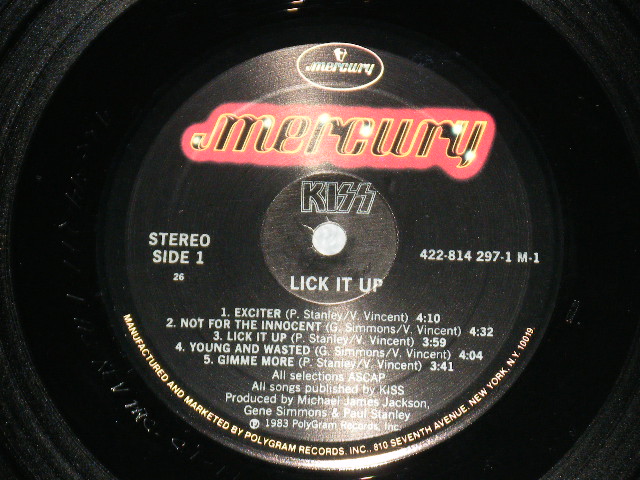 mercury
mercury
KISS
STEREO
SIDE 1
26
422-814 297-1 M-1
LICK IT UP
1. EXCITER (P. Stanley/V. Vincent) 4:10
2. NOT FOR THE INNOCENT (G. Simmons/V. Vincent) 4:32
3. LICK IT UP (P. Stanley/V. Vincent) 3:59
4. YOUNG AND WASTED (G. Simmons/V. Vincent) 4:04
5. GIMME MORE (P. Stanley/V. Vincent) 3:41
All selections ASCAP
All songs published by KISS
Produced by Michael James Jackson,
Gene Simmons & Paul Stanley
Ⓟ 1983 PolyGram Records, Inc.
MANUFACTURED AND MARKETED BY POLYGRAM RECORDS, INC., 810 SEVENTH AVENUE, NEW YORK, N.Y. 10019.